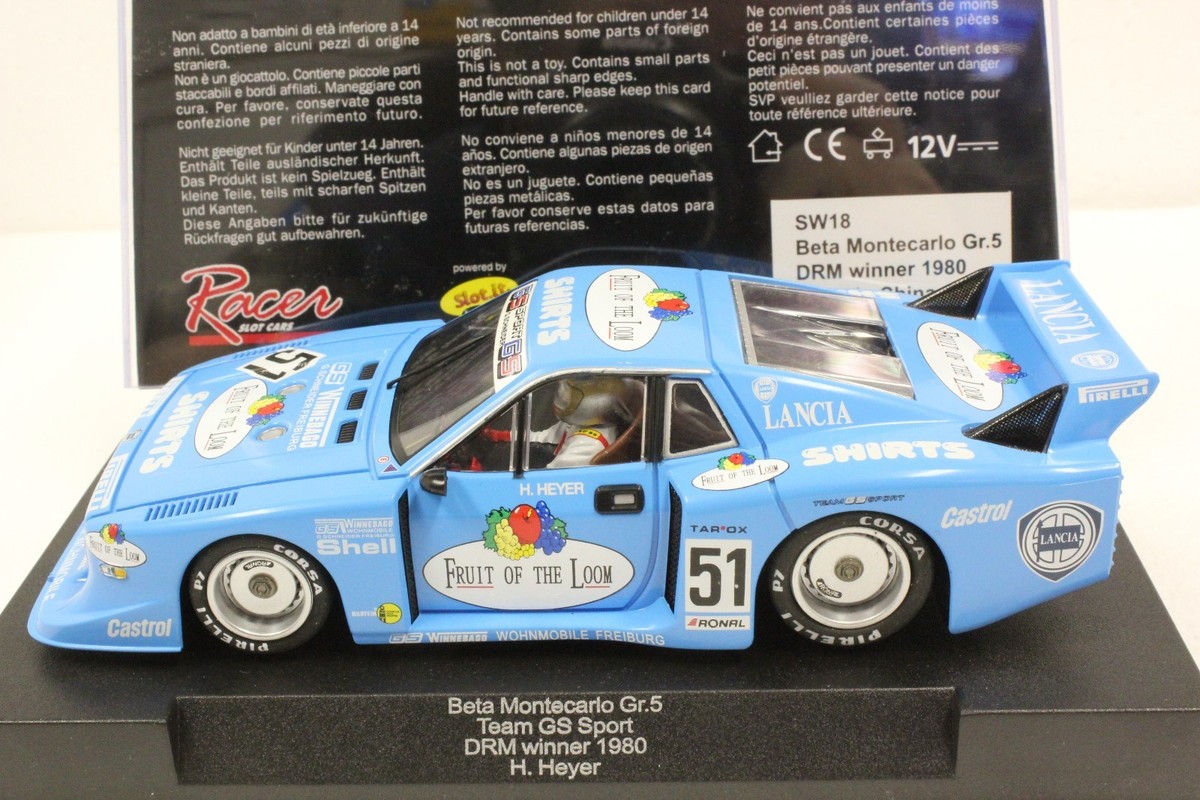 Non adatto a bambini di età inferiore a 14
anni. Contiene alcuni pezzi di origine
straniera.
Non è un giocattolo. Contiene piccole parti
staccabili e bordi affilati. Maneggiare con
cura. Per favore, conservate questa
confezione per riferimento futuro.
Nicht geeignet für Kinder unter 14 Jahren.
Enthält Teile ausländischer Herkunft.
Das Produkt ist kein Spielzeug. Enthält
kleine Teile, teils mit scharfen Spitzen
und Kanten.
Diese Angaben bitte für zukünftige
Rückfragen gut aufbewahren.
Not recommended for children under 14
years. Contains some parts of foreign
origin.
This is not a toy. Contains small parts
and functional sharp edges.
Handle with care. Please keep this card
for future reference.
No conviene a niños menores de 14
años. Contiene algunas piezas de origen
extranjero.
No es un juguete. Contiene pequeñas
piezas metálicas.
Por favor conserve estas datos para
futuras referencias.
Ne convient pas aux enfants de moins
de 14 ans.Contient certaines pièces
d'origine étrangère.
Ceci n'est pas un jouet. Contient des
petit pièces pouvant presenter un danger
potentiel.
SVP veuillez garder cette notice pour
toute référence ultérieure.
CE 12V
SW18
Beta Montecarlo Gr.5
DRM winner 1980
China
Racer
SLOT CARS
powered by
Slot.it
SHIRTS
FRUIT OF THE LOOM
LANCIA
PIRELLI
FRUIT OF THE LOOM
51
GS
WINNEBAGO
FREIBURG
SHIRTS
FRUIT OF THE LOOM
PIRELLI
LANCIA
SHIRTS
FRUIT OF THE LOOM
H. HEYER
TEAM GS SPORT
Castrol
LANCIA
GS WINNEBAGO
WOHNMOBILE
Shell
FRUIT OF THE LOOM
FRUIT OF THE LOOM
TAR•OX
51
RONAL
CORSA
P7
PIRELLI
CORSA
P7
PIRELLI
Castrol
GS WINNEBAGO WOHNMOBILE FREIBURG
Beta Montecarlo Gr.5
Team GS Sport
DRM winner 1980
H. Heyer